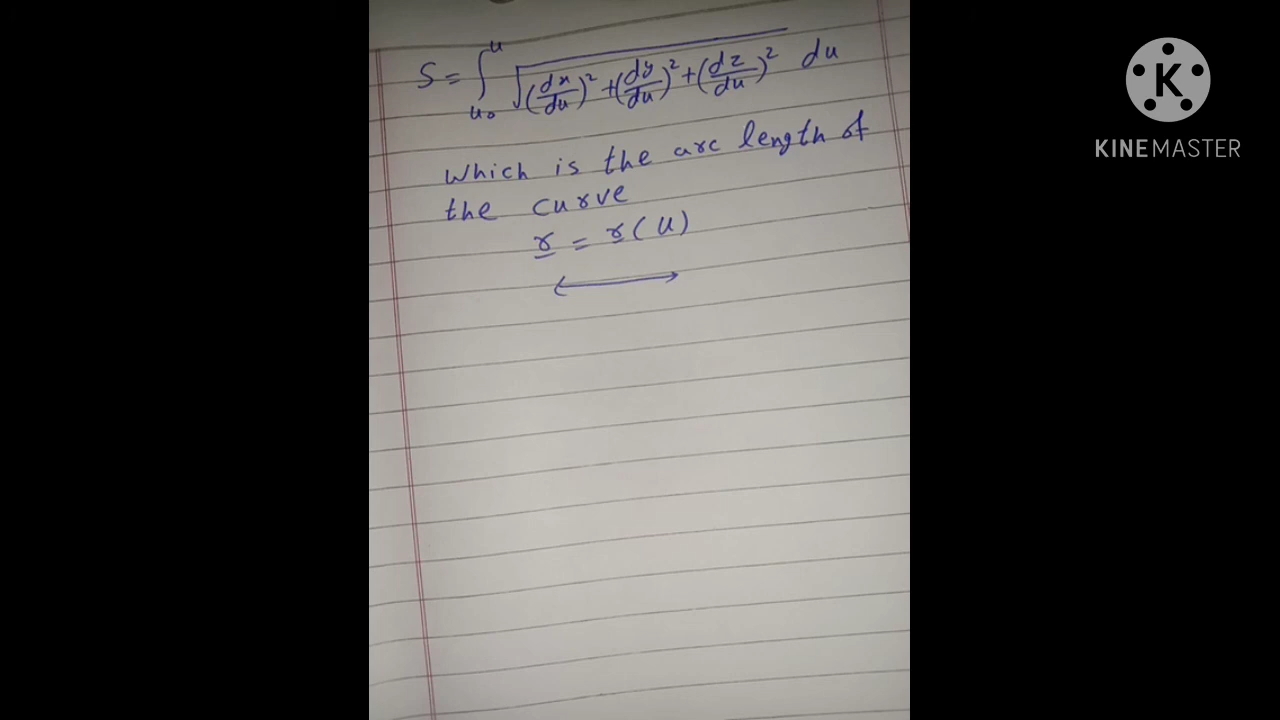 S = ∫_{u₀}^{u} √((dx/du)² + (dy/du)² + (dz/du)²) du
which is the arc length of
the curve
r = r(u)
K
KINEMASTER